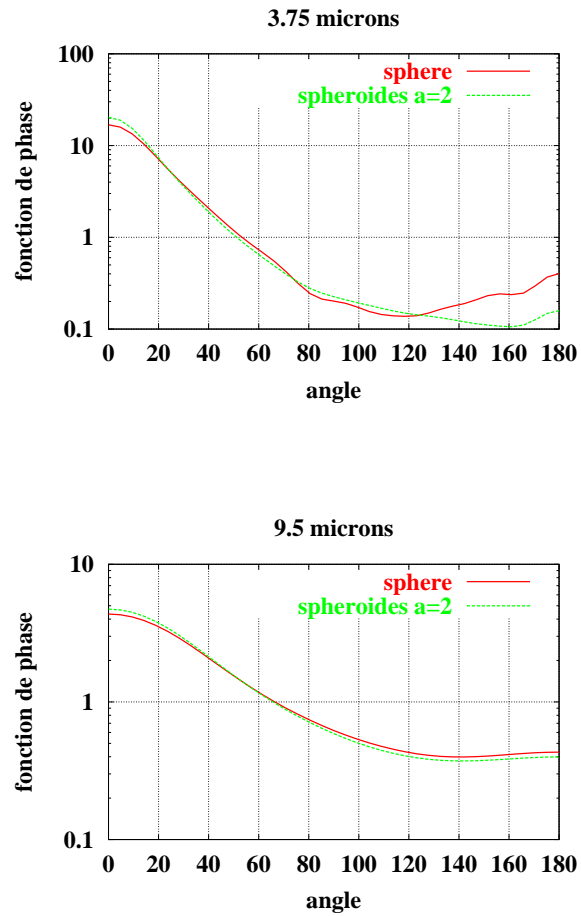 3.75 microns
100
10
1
0.1
fonction de phase
sphere
spheroides a=2
0 20 40 60 80 100 120 140 160 180
angle
9.5 microns
10
1
0.1
fonction de phase
sphere
spheroides a=2
0 20 40 60 80 100 120 140 160 180
angle